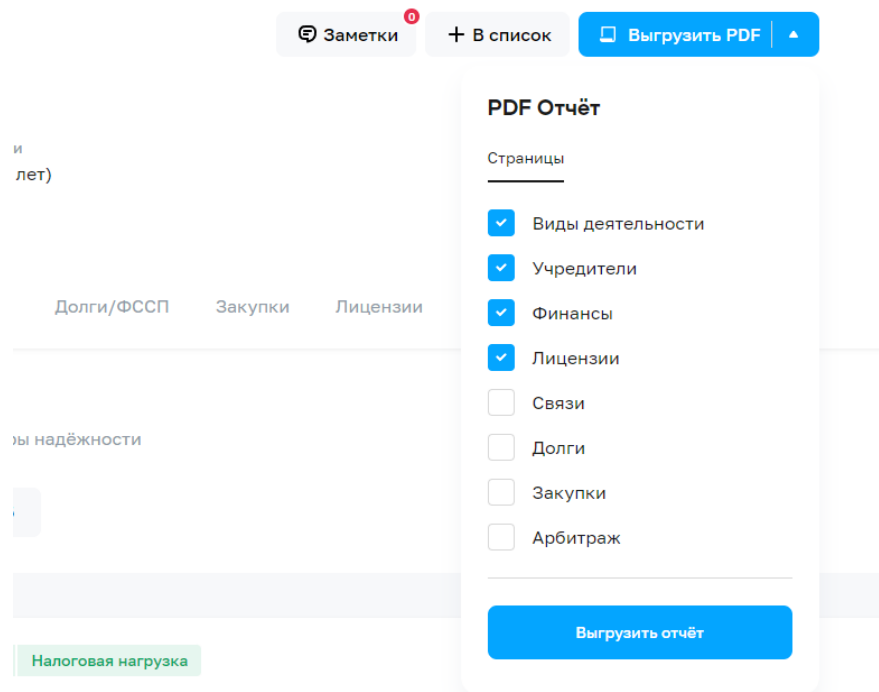 Заметки
0
+ В список
Выгрузить PDF
PDF Отчёт
Страницы
и
лет)
Виды деятельности
Учредители
Долги/ФССП
Закупки
Лицензии
Финансы
Лицензии
Связи
ры надёжности
Долги
Закупки
Арбитраж
Выгрузить отчёт
Налоговая нагрузка